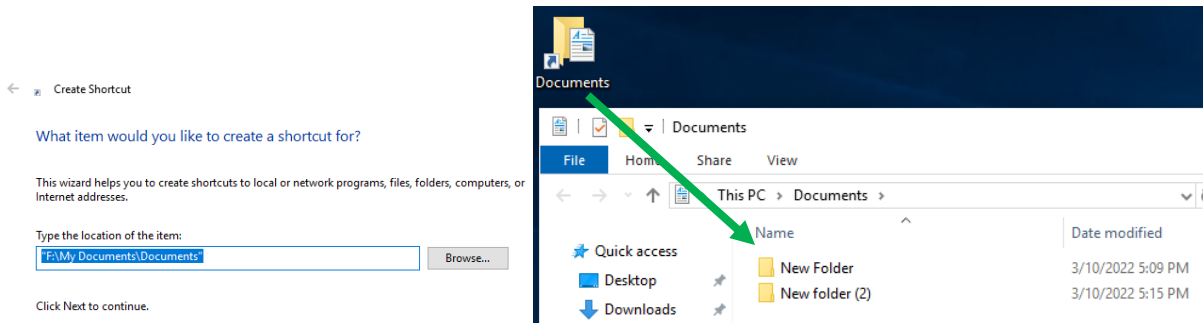 Create Shortcut
What item would you like to create a shortcut for?
This wizard helps you to create shortcuts to local or network programs, files, folders, computers, or
Internet addresses.
Type the location of the item:
"F:\My Documents\Documents"
Browse...
Click Next to continue.
Documents
Documents
File Home Share View
This PC > Documents >
Name Date modified
Quick access
Desktop
Downloads
New Folder 3/10/2022 5:09 PM
New folder (2) 3/10/2022 5:15 PM